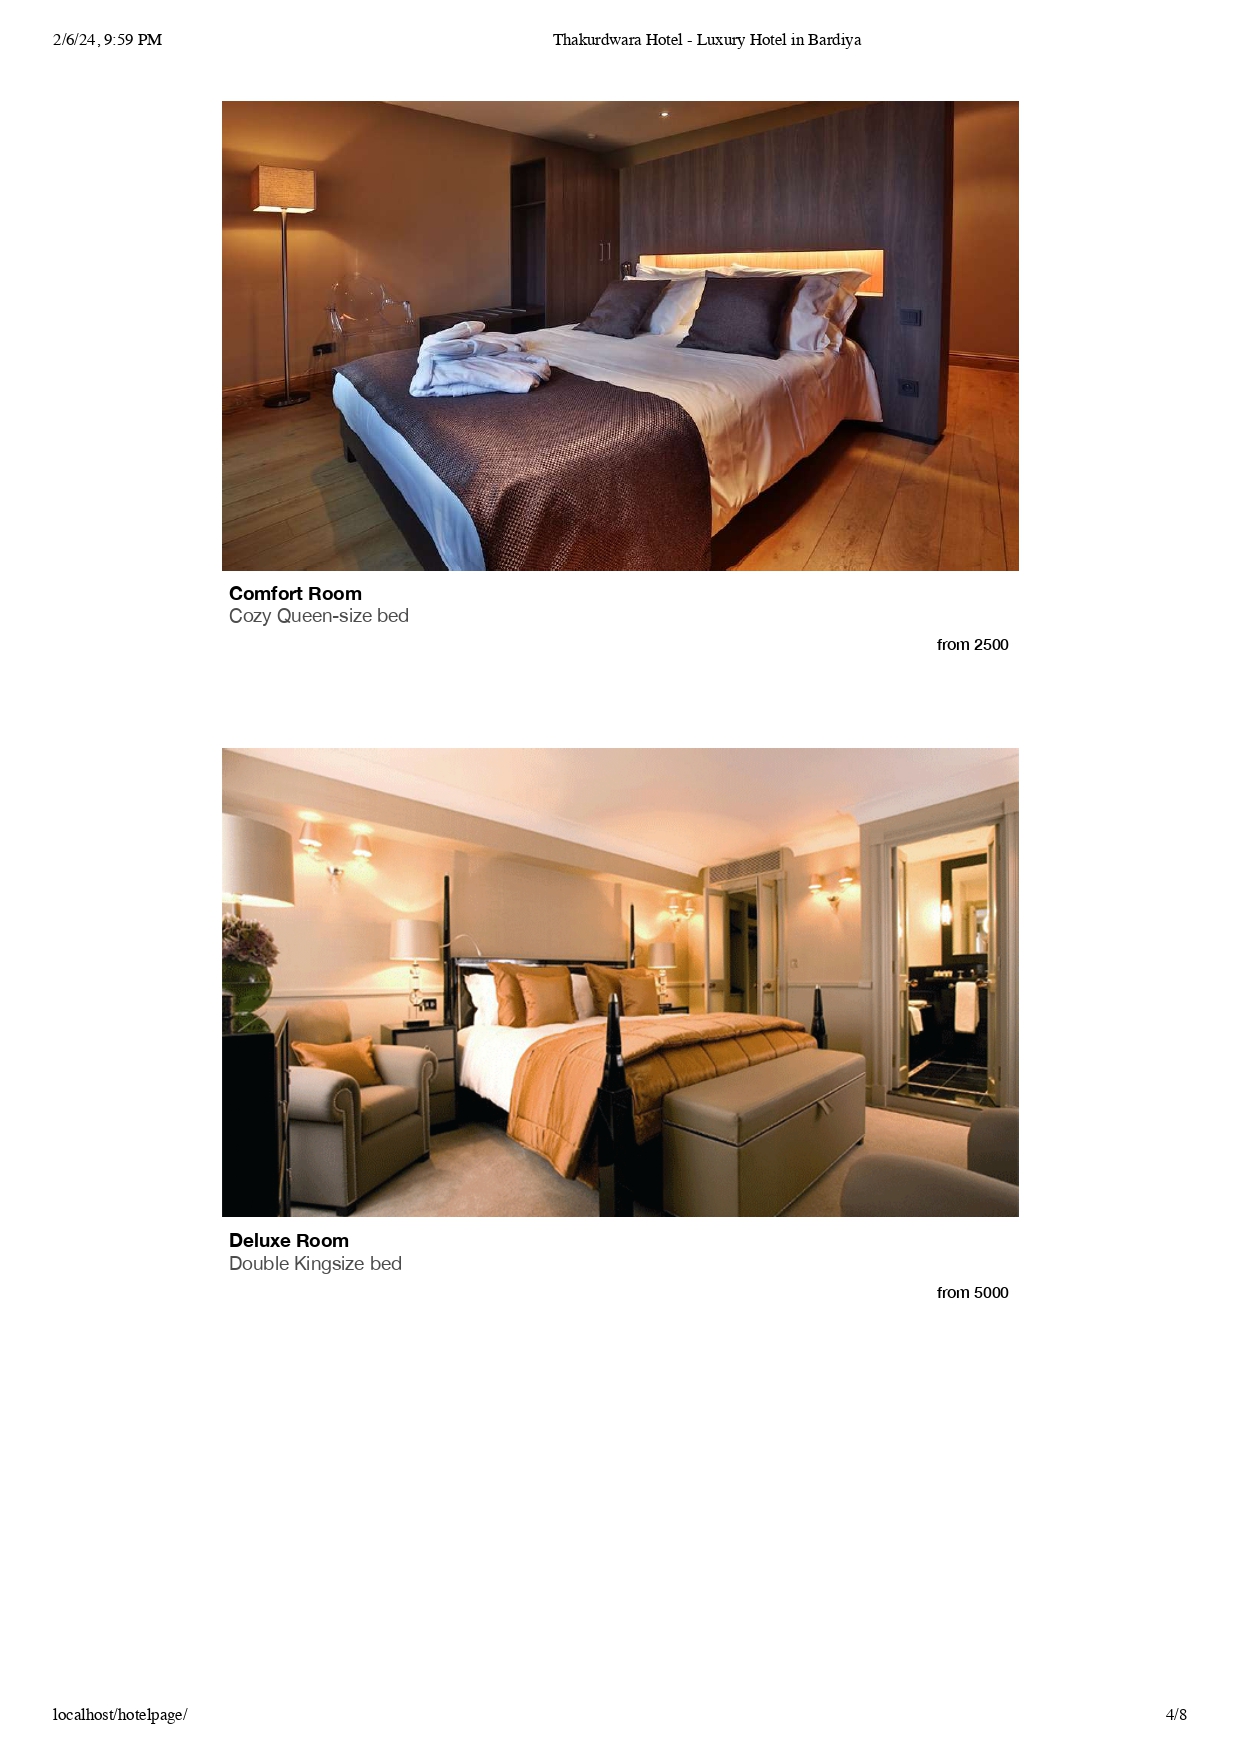 2/6/24, 9:59 PM
Thakurdwara Hotel - Luxury Hotel in Bardiya
Comfort Room
Cozy Queen-size bed
from 2500
Deluxe Room
Double Kingsize bed
from 5000
localhost/hotelpage/
4/8